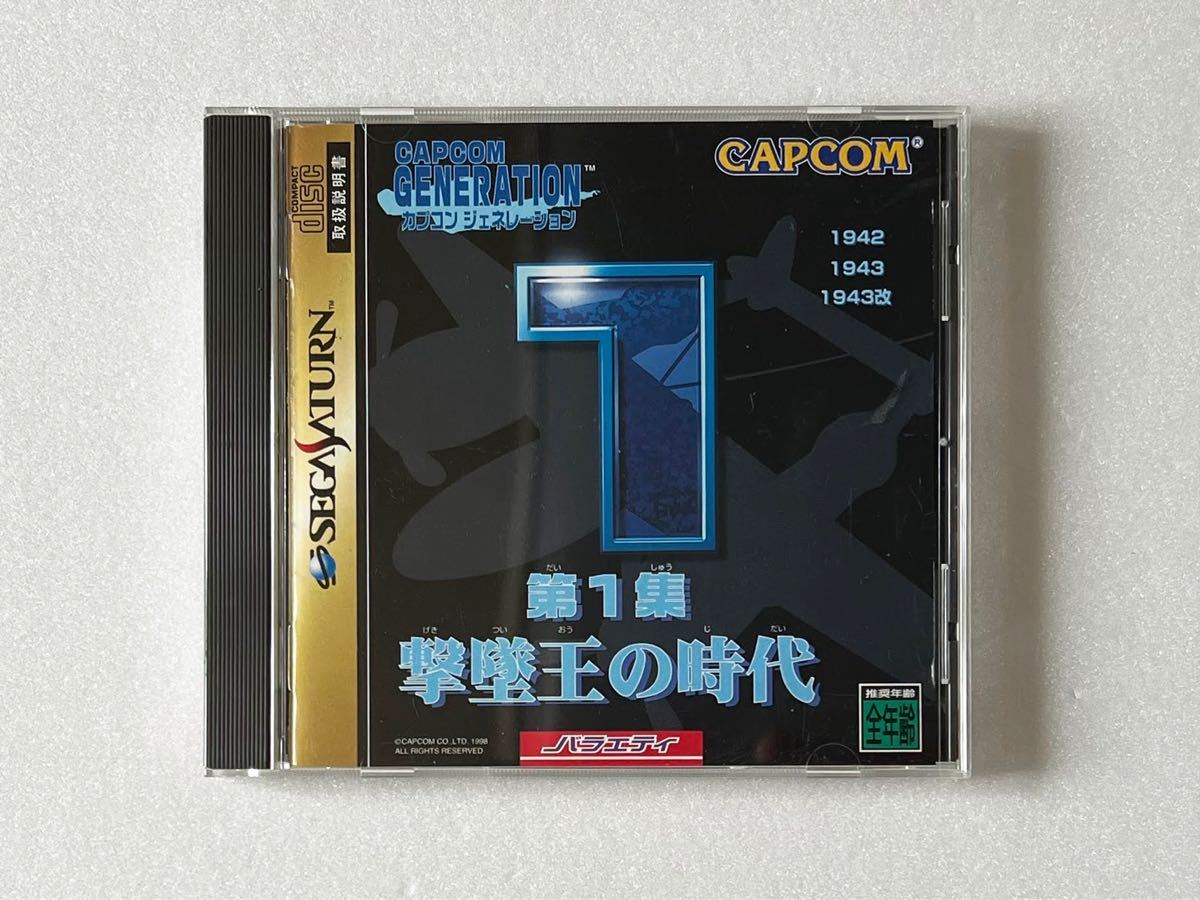 COMPACT
disc
取扱説明書
SEGA SATURN™
CAPCOM
GENERATION™
カプコン ジェネレーション
CAPCOM®
1942
1943
1943改
1
だい しゅう
第1集
げき つい おう じ だい
撃墜王の時代
©CAPCOM CO.,LTD. 1998
ALL RIGHTS RESERVED
バラエティ
推奨年齢
全年齢